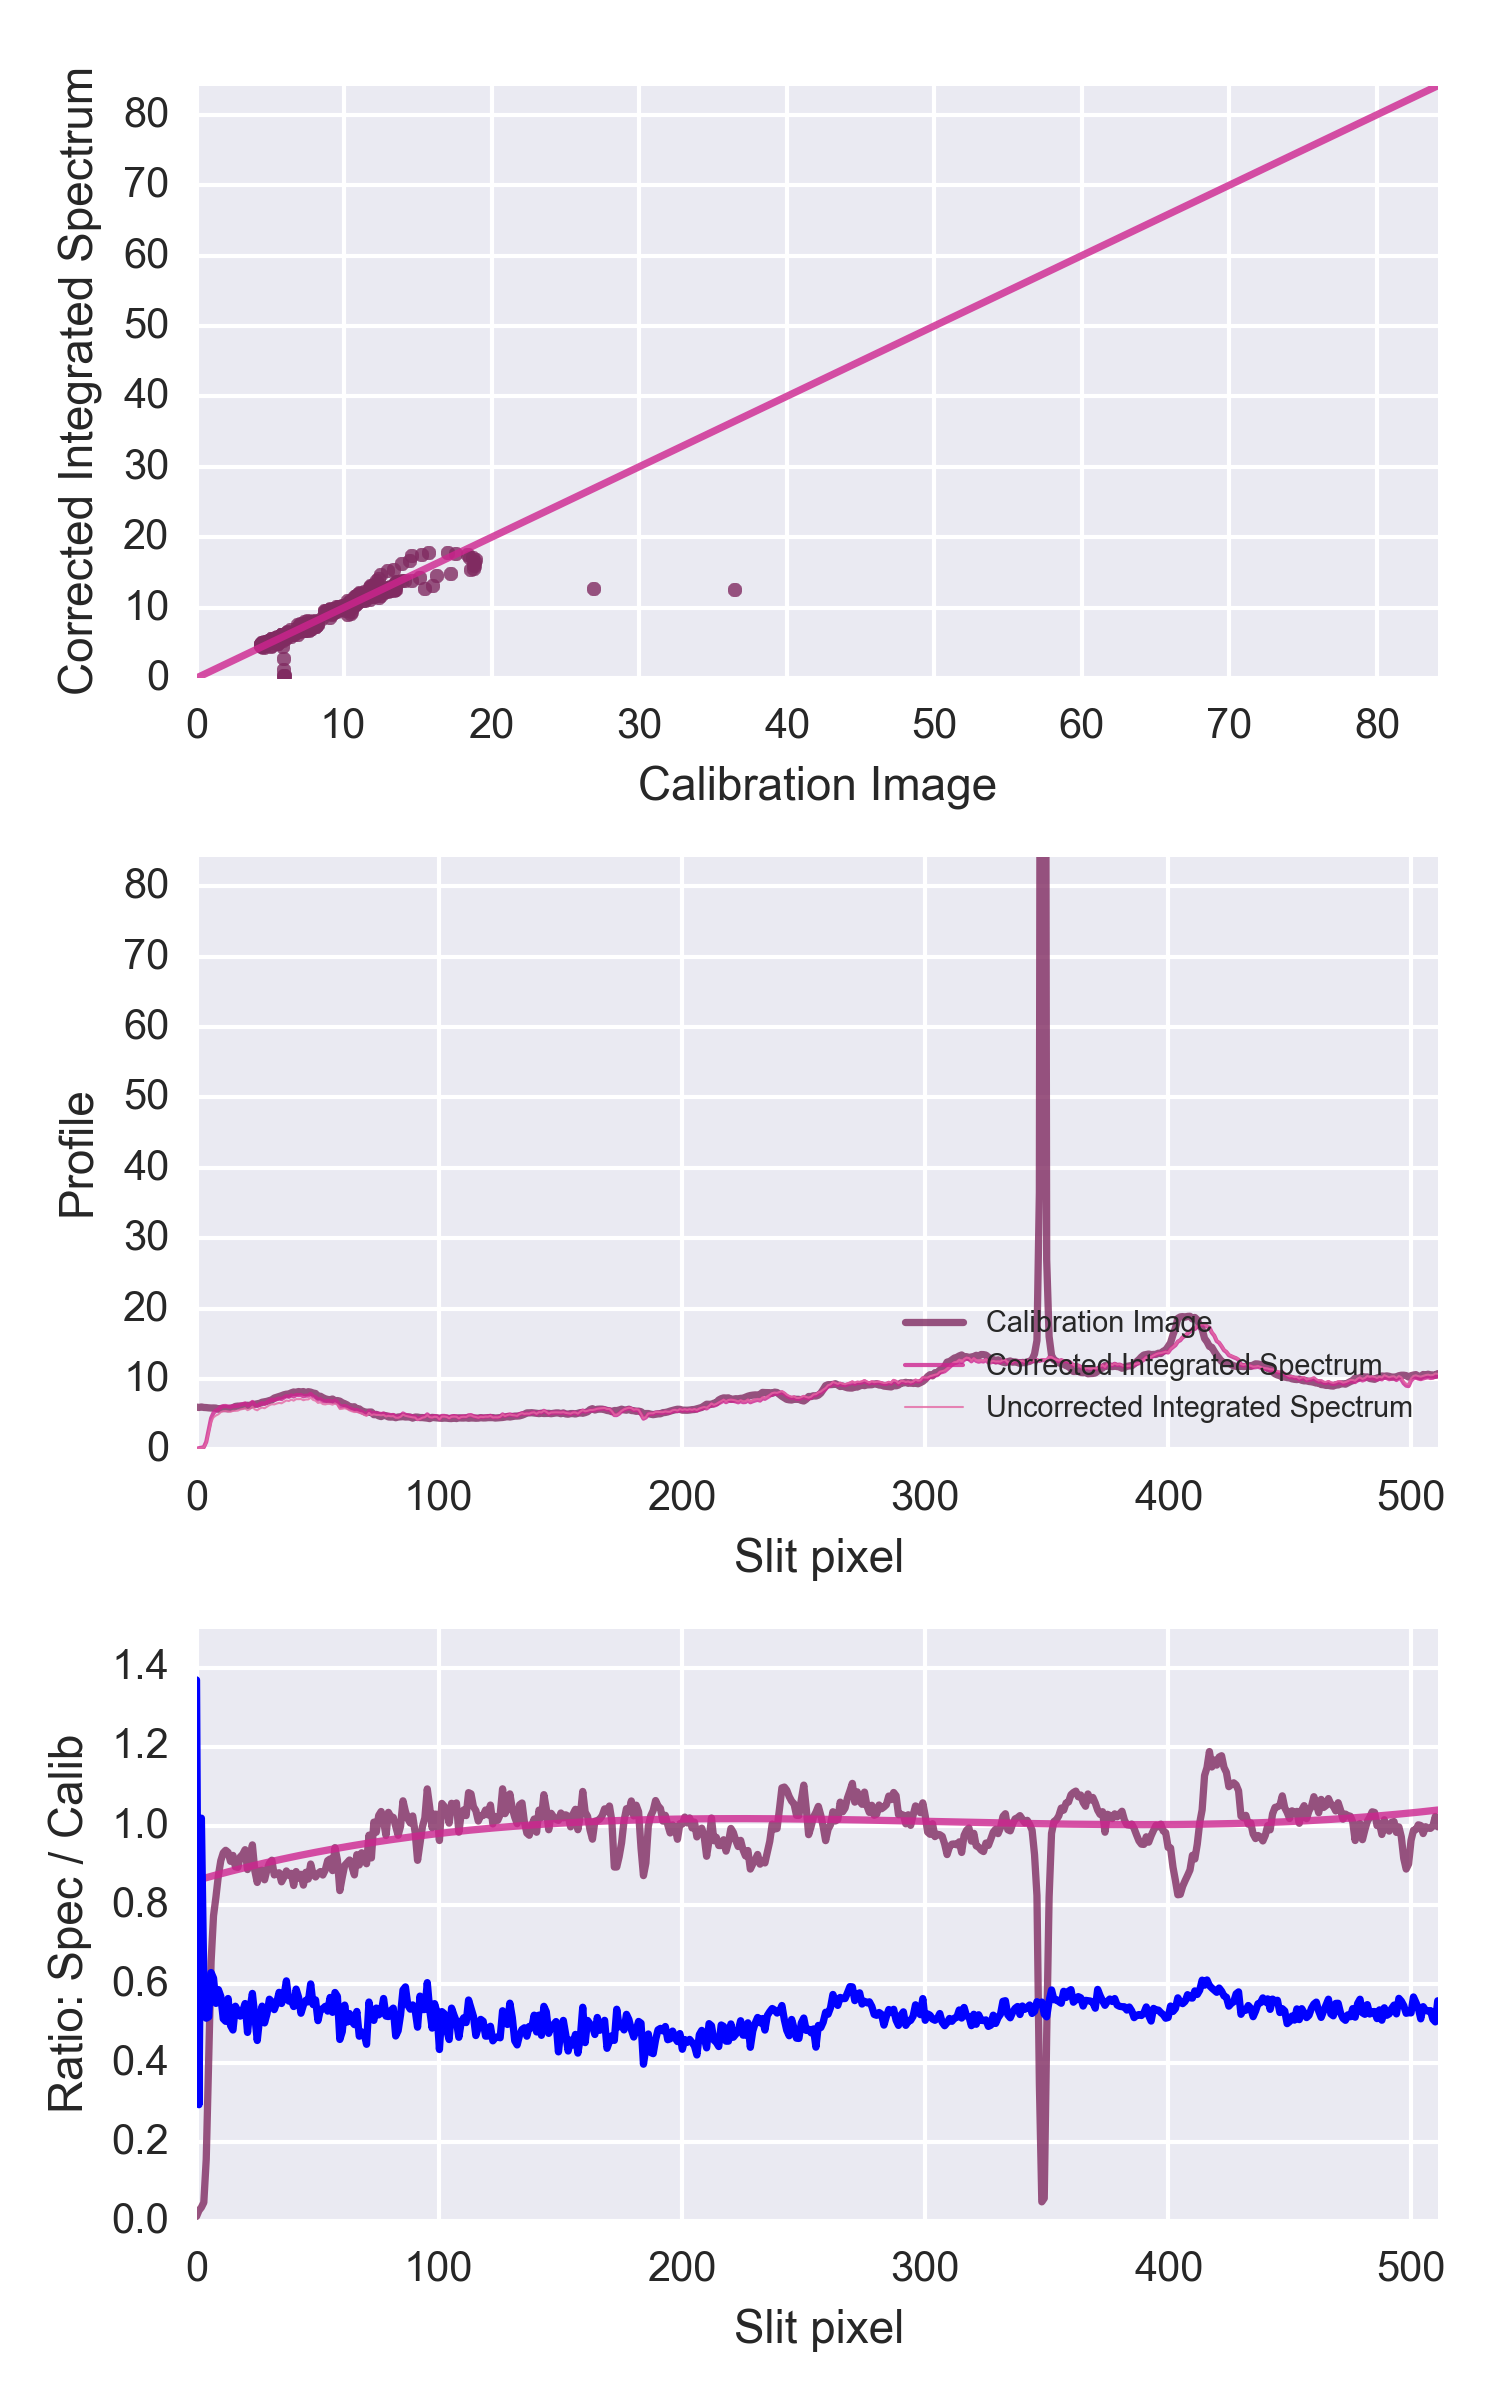 Corrected Integrated Spectrum
80
70
60
50
40
30
20
10
0
0 10 20 30 40 50 60 70 80
Calibration Image
Profile
80
70
60
50
40
30
20
10
0
Calibration Image
Corrected Integrated Spectrum
Uncorrected Integrated Spectrum
0 100 200 300 400 500
Slit pixel
Ratio: Spec / Calib
1.4
1.2
1.0
0.8
0.6
0.4
0.2
0.0
0 100 200 300 400 500
Slit pixel